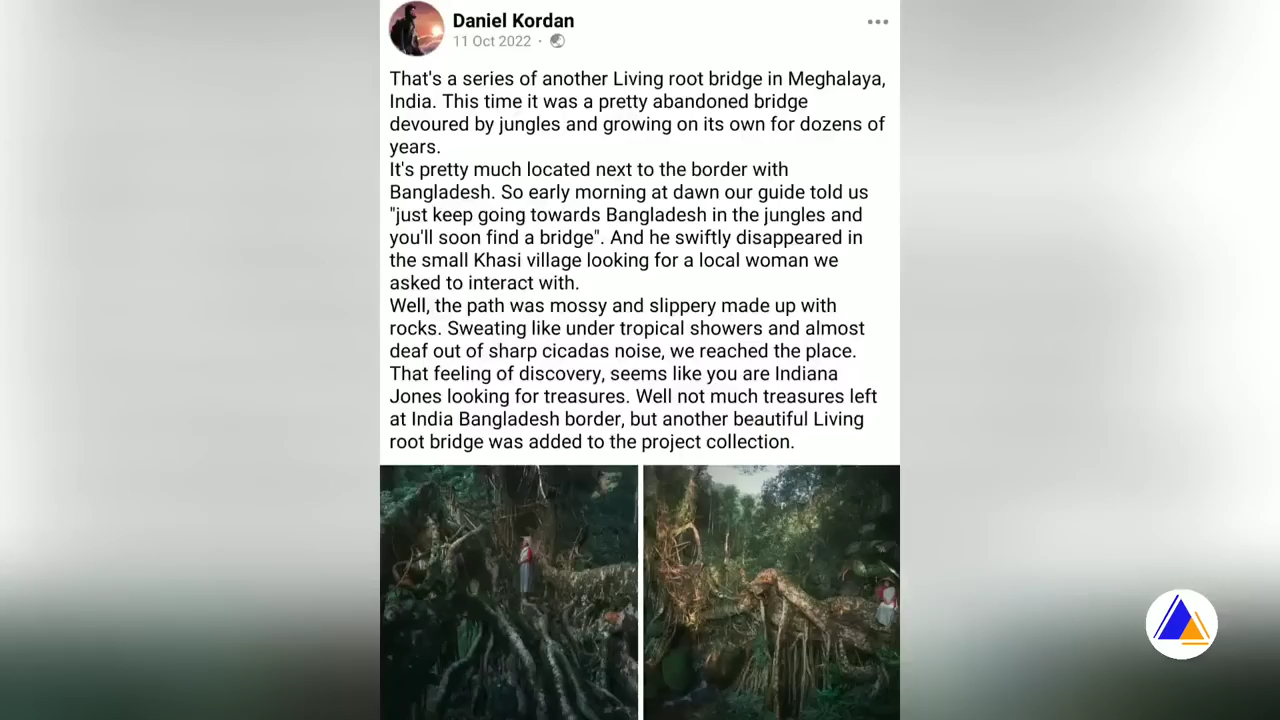 Daniel Kordan
11 Oct 2022 ·
That's a series of another Living root bridge in Meghalaya,
India. This time it was a pretty abandoned bridge
devoured by jungles and growing on its own for dozens of
years.
It's pretty much located next to the border with
Bangladesh. So early morning at dawn our guide told us
"just keep going towards Bangladesh in the jungles and
you'll soon find a bridge". And he swiftly disappeared in
the small Khasi village looking for a local woman we
asked to interact with.
Well, the path was mossy and slippery made up with
rocks. Sweating like under tropical showers and almost
deaf out of sharp cicadas noise, we reached the place.
That feeling of discovery, seems like you are Indiana
Jones looking for treasures. Well not much treasures left
at India Bangladesh border, but another beautiful Living
root bridge was added to the project collection.